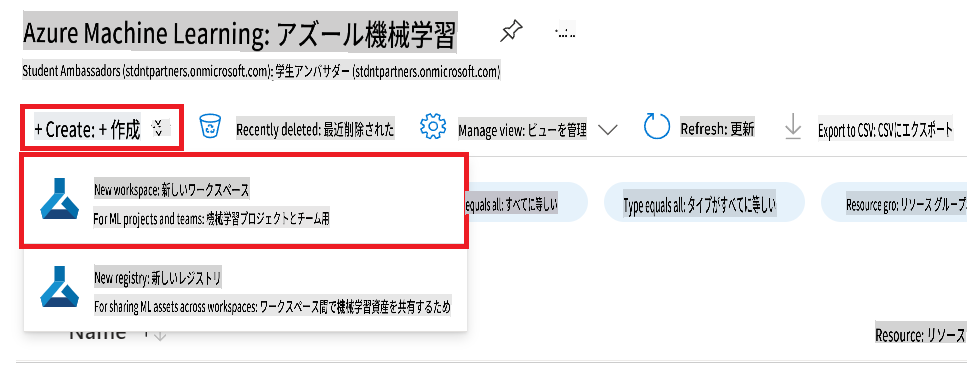 Azure Machine Learning: アズール機械学習
Student Ambassadors (stdntpartners.onmicrosoft.com): 学生アンバサダー (stdntpartners.onmicrosoft.com)
+ Create: + 作成
Recently deleted: 最近削除された
Manage view: ビューを管理
Refresh: 更新
Export to CSV: CSVにエクスポート
New workspace: 新しいワークスペース
For ML projects and teams: 機械学習プロジェクトとチーム用
equals all: すべてに等しい
Type equals all: タイプがすべてに等しい
Resource gro: リソース グループ
New registry: 新しいレジストリ
For sharing ML assets across workspaces: ワークスペース間で機械学習資産を共有するため
Name
Resource: リソース